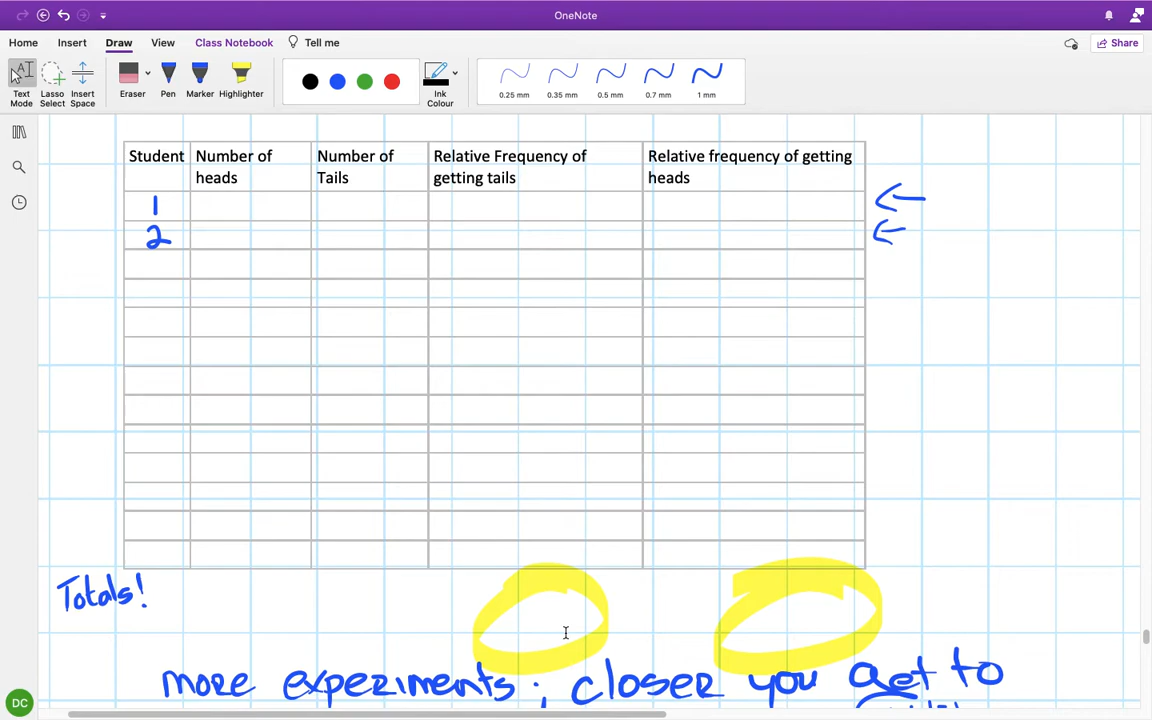 OneNote
Home Insert Draw View Class Notebook Tell me Share
Text Mode
Lasso Select
Insert Space
Eraser
Pen
Marker
Highlighter
Ink Colour
0.25 mm 0.35 mm 0.5 mm 0.7 mm 1 mm
Student Number of heads Number of Tails Relative Frequency of getting tails Relative frequency of getting heads
1
2
Totals!
more experiments; closer you get to
DC